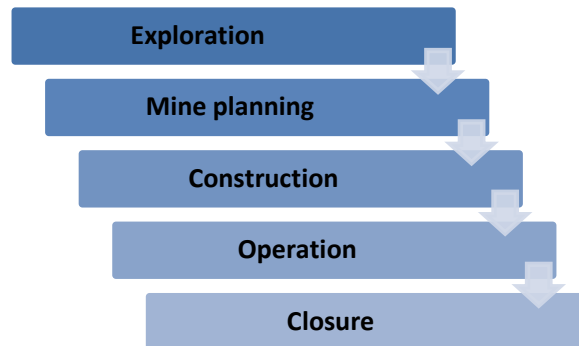 Exploration
Mine planning
Construction
Operation
Closure